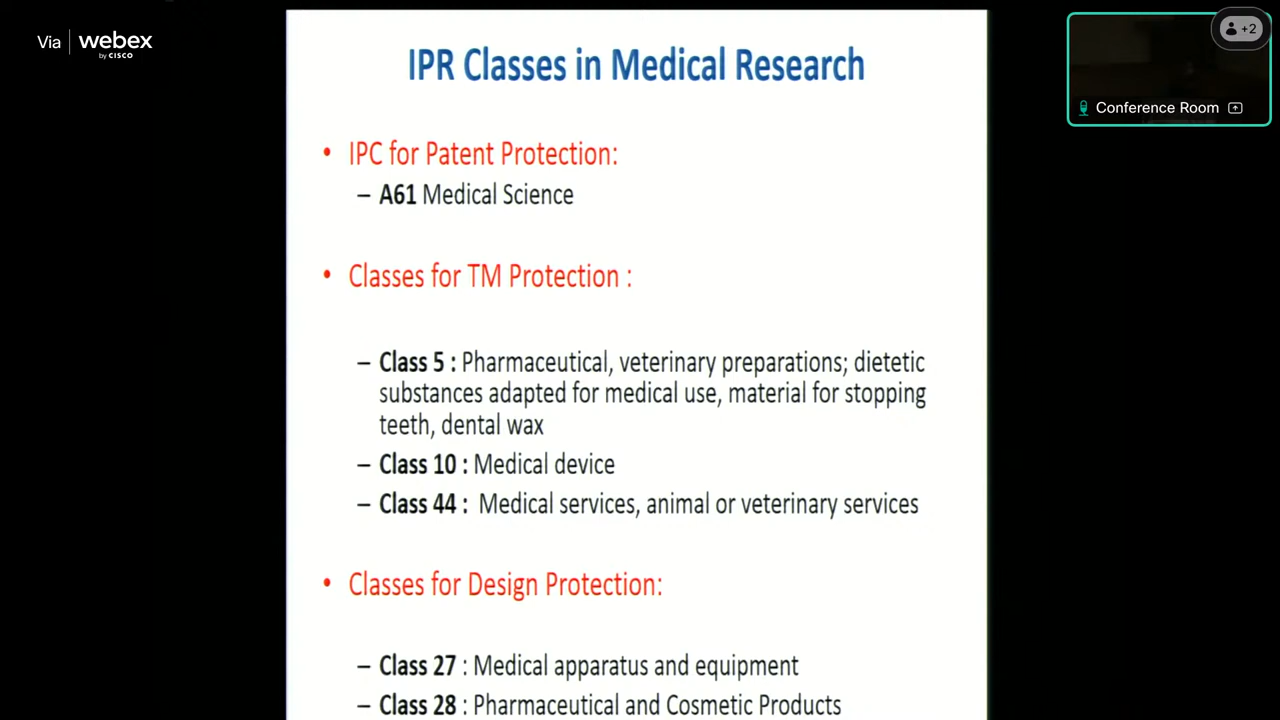 Via webex
by CISCO
+2
Conference Room
IPR Classes in Medical Research
• IPC for Patent Protection:
– A61 Medical Science
• Classes for TM Protection :
– Class 5 : Pharmaceutical, veterinary preparations; dietetic
substances adapted for medical use, material for stopping
teeth, dental wax
– Class 10 : Medical device
– Class 44 : Medical services, animal or veterinary services
• Classes for Design Protection:
– Class 27 : Medical apparatus and equipment
– Class 28 : Pharmaceutical and Cosmetic Products